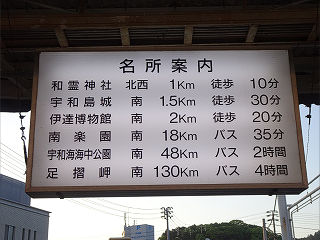 名所案内
和霊神社 北西 1Km 徒歩 10分
宇和島城 南 1.5Km 徒歩 30分
伊達博物館 南 2Km 徒歩 20分
南楽園 南 18Km バス 35分
宇和海海中公園 南 48Km バス 2時間
足摺岬 南 130Km バス 4時間